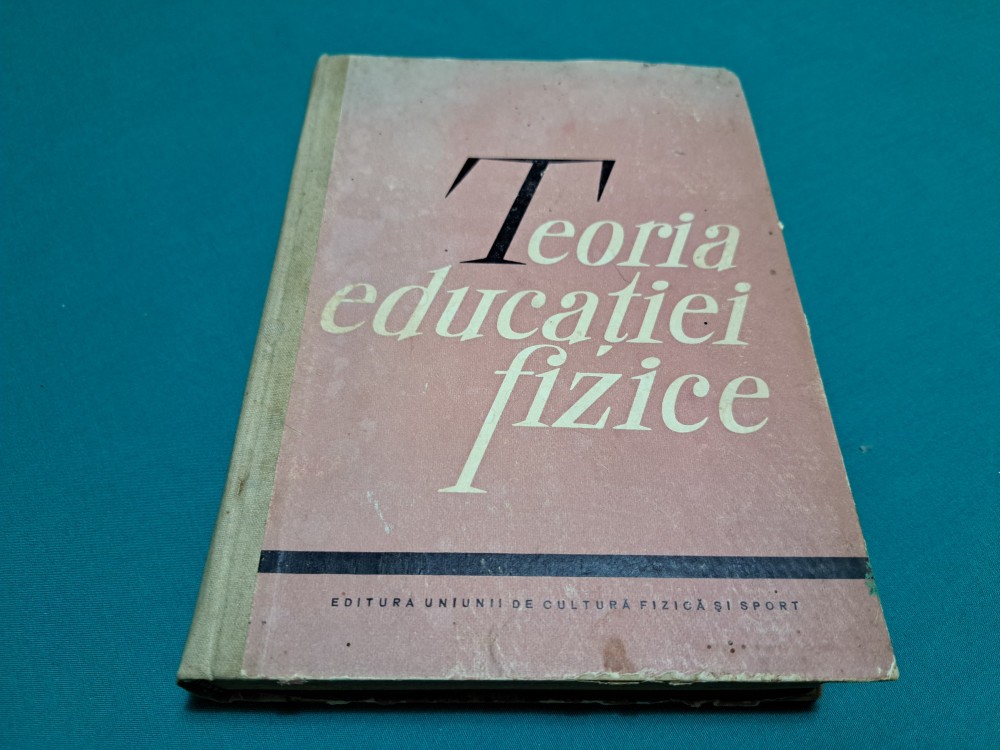 Teoria
educației
fizice
EDITURA UNIUNII DE CULTURĂ FIZICĂ ȘI SPORT